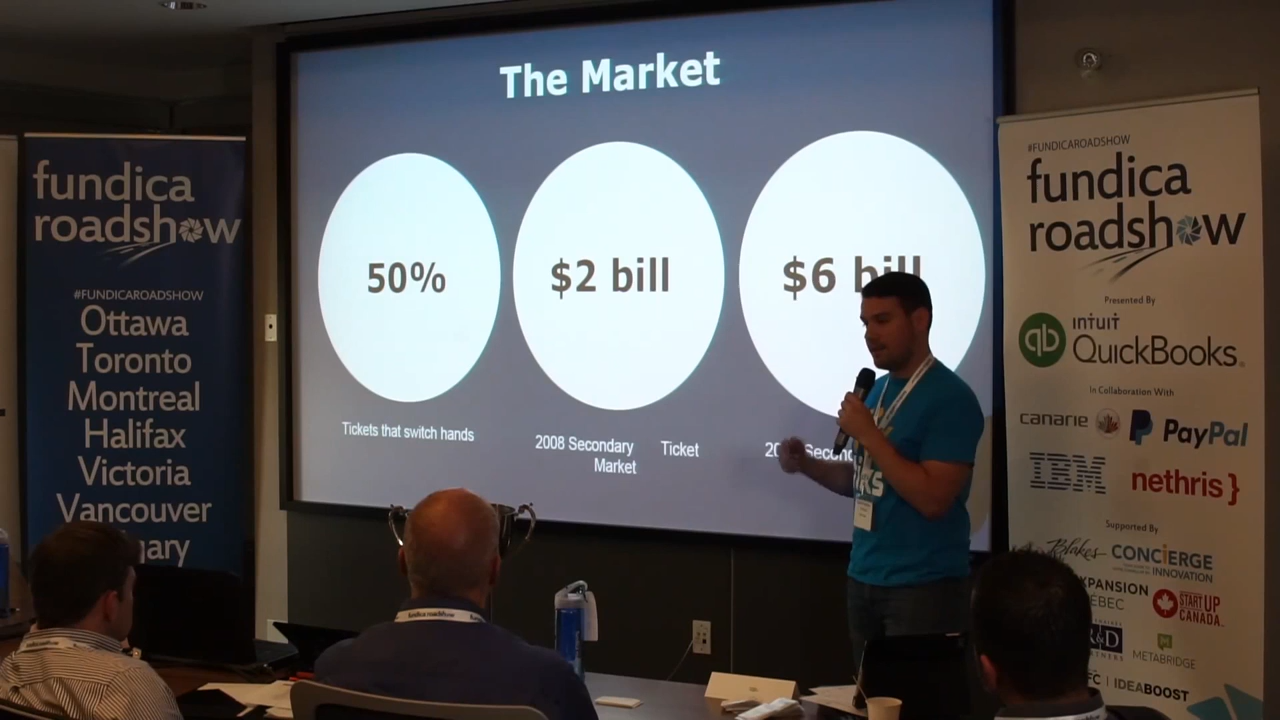 The Market
50%
$2 bill
$6 bill
Tickets that switch hands
2008 Secondary Ticket
Market
fundica
roadshow
#FUNDICAROADSHOW
Ottawa
Toronto
Montreal
Halifax
Victoria
Vancouver
#FUNDICAROADSHOW
fundica
roadshow
Presented By
qb intuit
QuickBooks.
In Collaboration With
canarie PayPal
IBM nethris}
Supported By
Blakes CONCIERGE
INNOVATION
START UP
CANADA
METABRIDGE
IDEABOOST